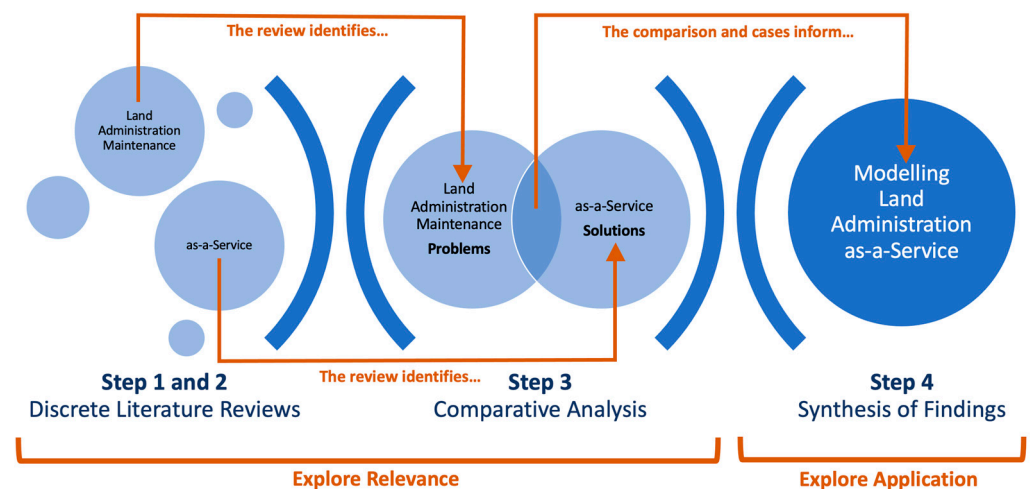 The review identifies...
The comparison and cases inform...
Land
Administration
Maintenance
as-a-Service
Land
Administration
Maintenance
Problems
as-a-Service
Solutions
Modelling
Land
Administration
as-a-Service
The review identifies...
Step 1 and 2
Discrete Literature Reviews
Step 3
Comparative Analysis
Step 4
Synthesis of Findings
Explore Relevance
Explore Application